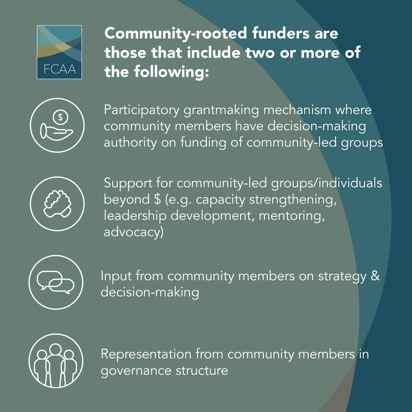 FCAA
Community-rooted funders are
those that include two or more of
the following:
$
Participatory grantmaking mechanism where
community members have decision-making
authority on funding of community-led groups
Support for community-led groups/individuals
beyond $ (e.g. capacity strengthening,
leadership development, mentoring,
advocacy)
Input from community members on strategy &
decision-making
Representation from community members in
governance structure